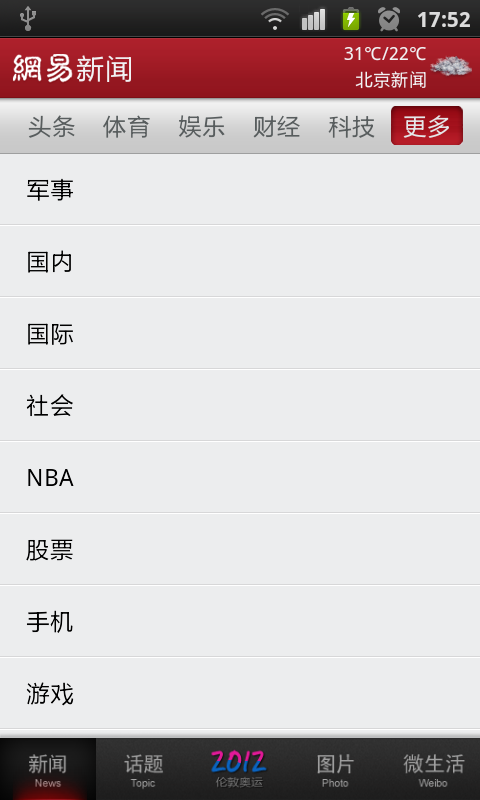 17:52
網易新闻
31℃/22℃
北京新闻
头条 体育 娱乐 财经 科技 更多
军事
国内
国际
社会
NBA
股票
手机
游戏
新闻 话题 2012 图片 微生活
News Topic 伦敦奥运 Photo Weibo